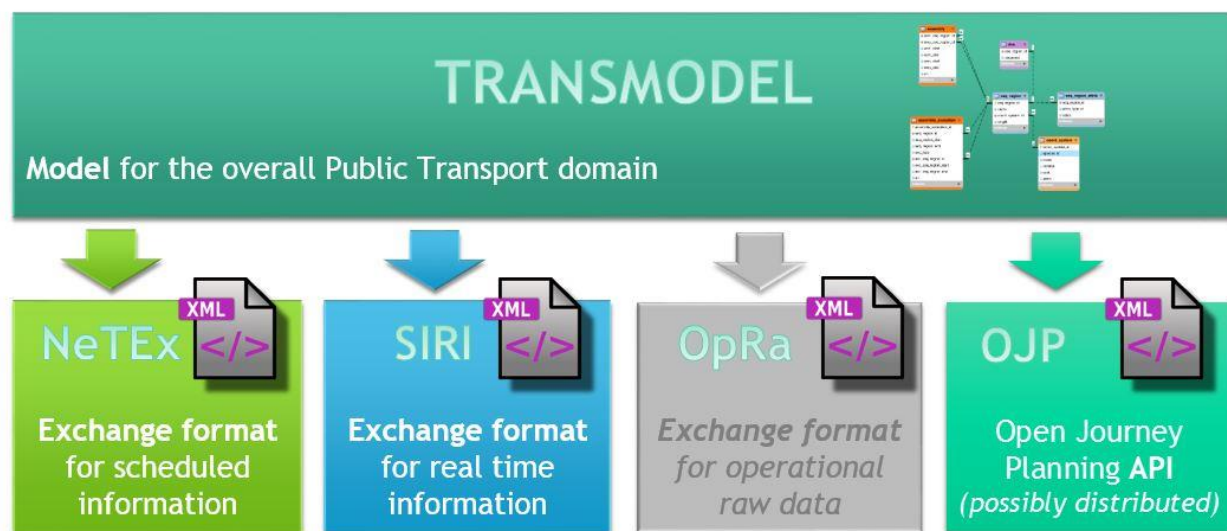 TRANSMODEL
Model for the overall Public Transport domain
XML
NeTEx
</>
Exchange format
for scheduled
information
XML
SIRI
</>
Exchange format
for real time
information
XML
OpRa
</>
Exchange format
for operational
raw data
XML
OJP
</>
Open Journey
Planning API
(possibly distributed)